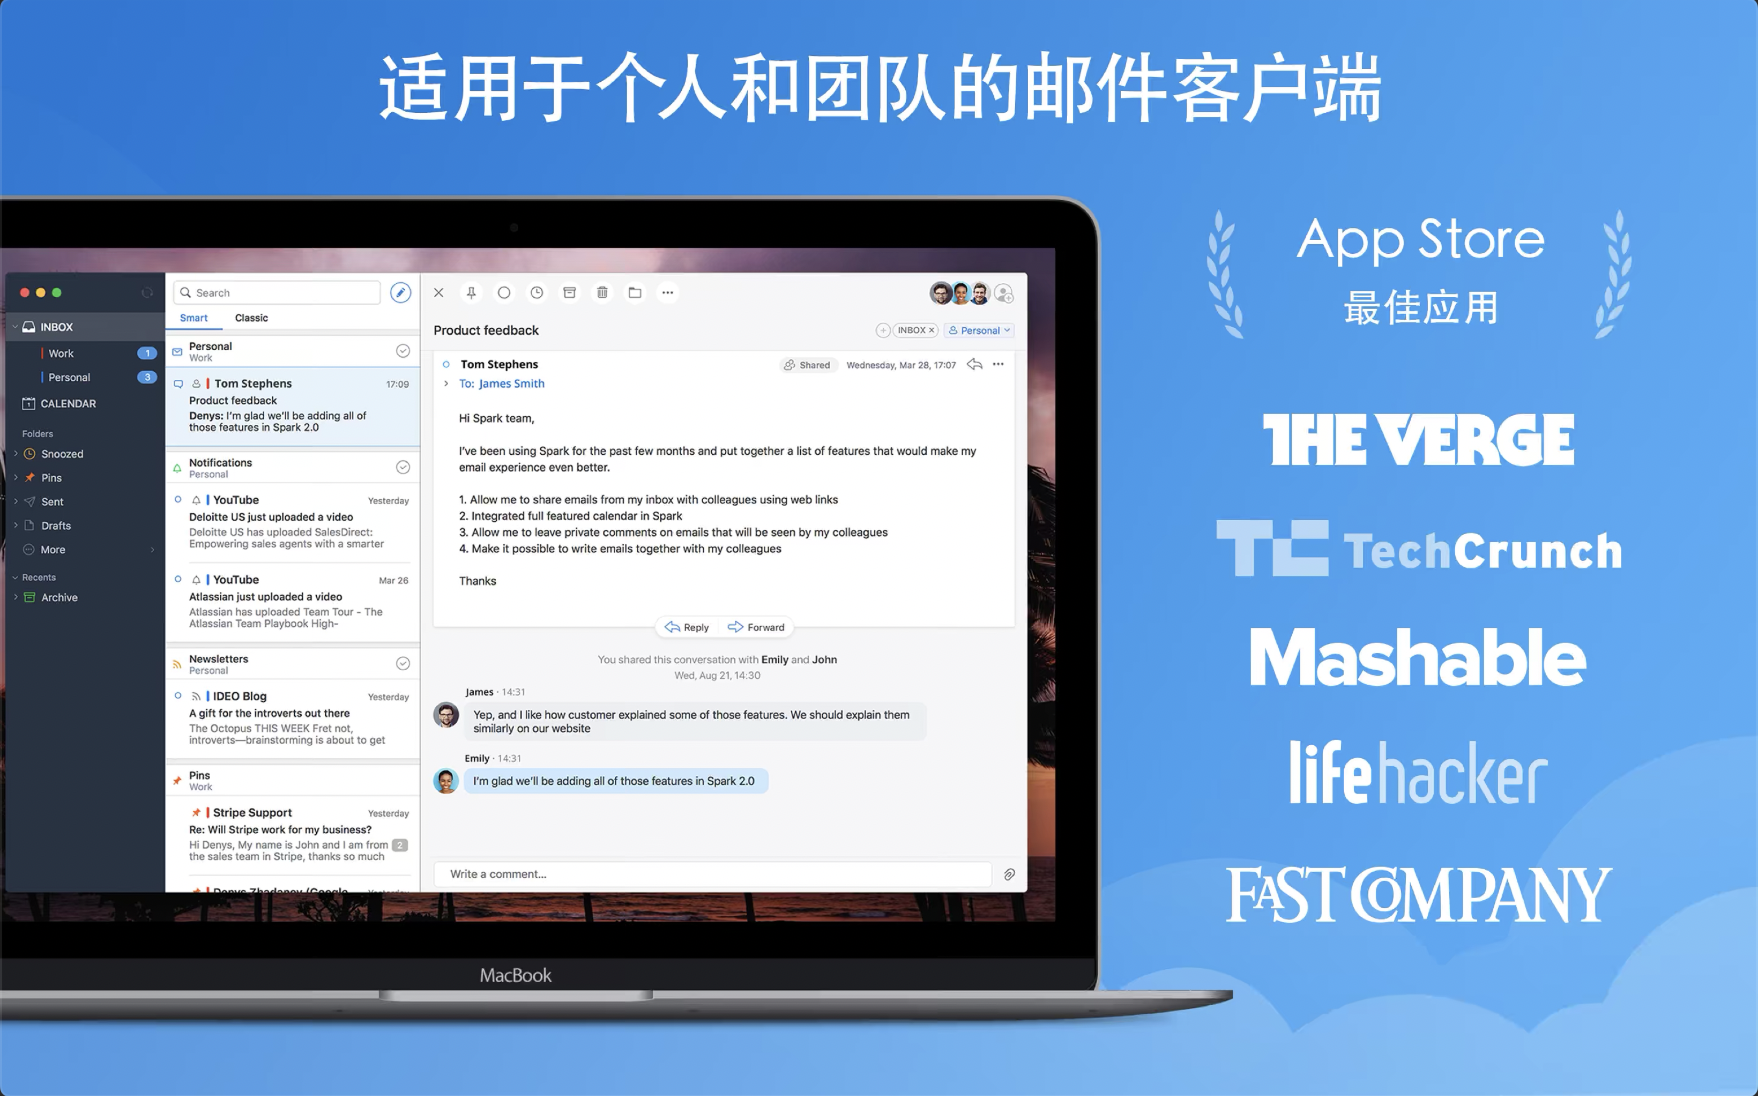 适用于个人和团队的邮件客户端
App Store
最佳应用
THE VERGE
TC TechCrunch
Mashable
lifehacker
FAST COMPANY
INBOX
Work 1
Personal 3
CALENDAR
Folders
Snoozed
Pins
Sent
Drafts
More
Recents
Archive
Search
Smart Classic
Personal
Work
Tom Stephens 17:09
Product feedback
Denys: I'm glad we'll be adding all of
those features in Spark 2.0
Notifications
Personal
YouTube Yesterday
Deloitte US just uploaded a video
Deloitte US has uploaded SalesDirect:
Empowering sales agents with a smarter
YouTube Mar 26
Atlassian just uploaded a video
Atlassian has uploaded Team Tour - The
Atlassian Team Playbook High-
Newsletters
Personal
IDEO Blog Yesterday
A gift for the introverts out there
The Octopus THIS WEEK Fret not,
introverts—brainstorming is about to get
Pins
Work
Stripe Support Yesterday
Re: Will Stripe work for my business?
Hi Denys, My name is John and I am from 2
the sales team in Stripe, thanks so much
Denys Zhadanov (Google Yesterday
Product feedback
INBOX ×
Personal
Tom Stephens
Shared
Wednesday, Mar 28, 17:07
To: James Smith
Hi Spark team,
I've been using Spark for the past few months and put together a list of features that would make my
email experience even better.
1. Allow me to share emails from my inbox with colleagues using web links
2. Integrated full featured calendar in Spark
3. Allow me to leave private comments on emails that will be seen by my colleagues
4. Make it possible to write emails together with my colleagues
Thanks
Reply Forward
You shared this conversation with Emily and John
Wed, Aug 21, 14:30
James · 14:31
Yep, and I like how customer explained some of those features. We should explain them
similarly on our website
Emily · 14:31
I'm glad we'll be adding all of those features in Spark 2.0
Write a comment...
MacBook